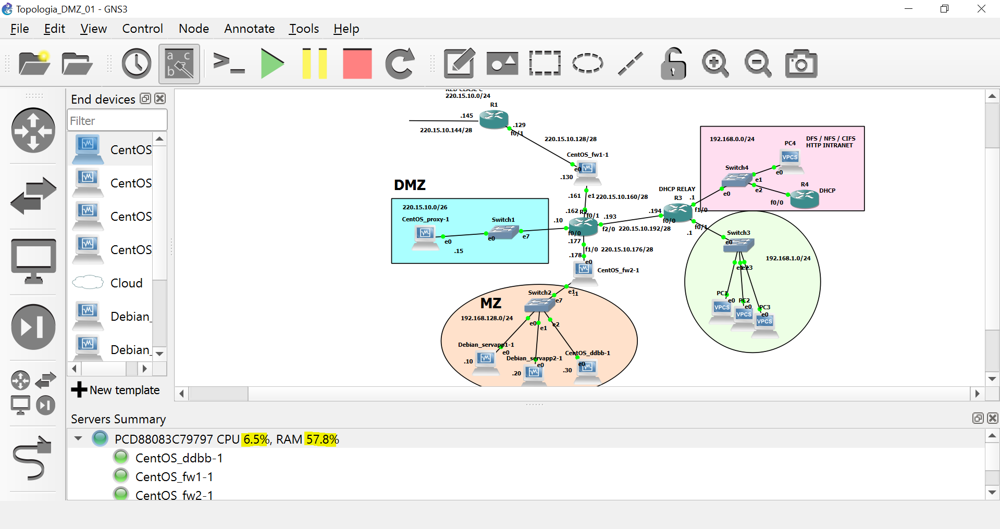 Topologia_DMZ_01 - GNS3
File Edit View Control Node Annotate Tools Help
a c
b
End devices
Filter
CentOS
CentOS
CentOS
CentOS
Cloud
Debian_
Debian_
New template
220.15.10.0/24
R1
.145
220.15.10.144/28
.129
f0/1
220.15.10.128/28
CentOS_fw1-1
e0
.130
.161
e1
220.15.10.160/28
DMZ
220.15.10.0/26
CentOS_proxy-1
e0
.15
Switch1
e0
e7
.10
.162
R2
f0/1
f0/0
.193
f2/0
220.15.10.192/28
.177
f1/0
220.15.10.176/28
.178
e0
CentOS_fw2-1
e1
.1
DHCP RELAY
R3
.194
f0/0
.1
f1/0
f0/1
.1
192.168.0.0/24
DFS / NFS / CIFS
HTTP INTRANET
PC4
VPCS
e0
Switch4
e0
e1
e2
R4
DHCP
f0/0
Switch3
e0
192.168.1.0/24
e1
e2
e3
PC1
e0
VPCS
PC2
e0
VPCS
PC3
e0
VPCS
MZ
192.168.128.0/24
Switch2
e7
e0
e1
e2
Debian_servapp1-1
e0
.10
Debian_servapp2-1
e0
.20
CentOS_ddbb-1
e0
.30
Servers Summary
PCD88083C79797 CPU 6.5%, RAM 57.8%
CentOS_ddbb-1
CentOS_fw1-1
CentOS_fw2-1